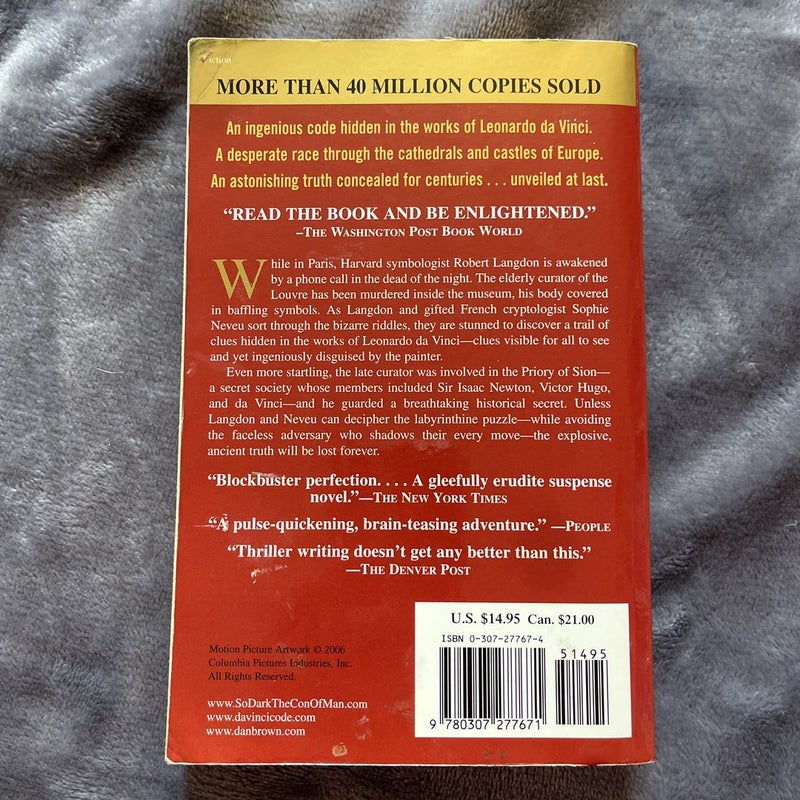 Fiction
MORE THAN 40 MILLION COPIES SOLD
An ingenious code hidden in the works of Leonardo da Vinci.
A desperate race through the cathedrals and castles of Europe.
An astonishing truth concealed for centuries . . . unveiled at last.
“READ THE BOOK AND BE ENLIGHTENED.”
–THE WASHINGTON POST BOOK WORLD
While in Paris, Harvard symbologist Robert Langdon is awakened
by a phone call in the dead of the night. The elderly curator of the
Louvre has been murdered inside the museum, his body covered
in baffling symbols. As Langdon and gifted French cryptologist Sophie
Neveu sort through the bizarre riddles, they are stunned to discover a trail of
clues hidden in the works of Leonardo da Vinci—clues visible for all to see
and yet ingeniously disguised by the painter.
Even more startling, the late curator was involved in the Priory of Sion—
a secret society whose members included Sir Isaac Newton, Victor Hugo,
and da Vinci—and he guarded a breathtaking historical secret. Unless
Langdon and Neveu can decipher the labyrinthine puzzle—while avoiding
the faceless adversary who shadows their every move—the explosive,
ancient truth will be lost forever.
“Blockbuster perfection. . . . A gleefully erudite suspense
novel.”—THE NEW YORK TIMES
“A pulse-quickening, brain-teasing adventure.” —PEOPLE
“Thriller writing doesn’t get any better than this.”
—THE DENVER POST
U.S. $14.95 Can. $21.00
ISBN 0-307-27767-4
51495
9 780307 277671
Motion Picture Artwork © 2006
Columbia Pictures Industries, Inc.
All Rights Reserved.
www.SoDarkTheConOfMan.com
www.davincicode.com
www.danbrown.com